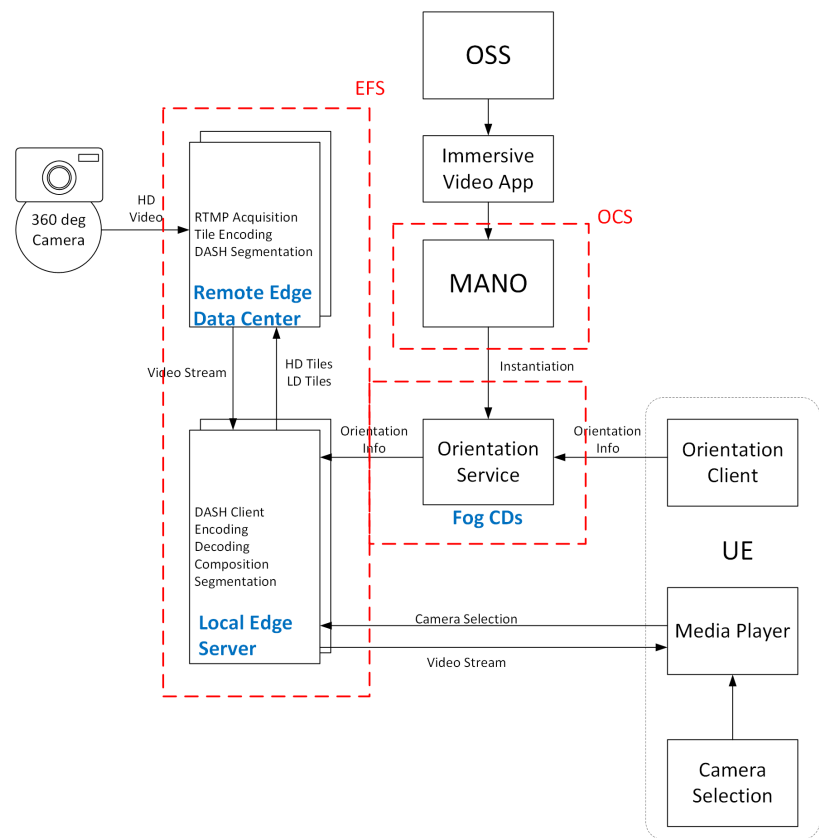 OSS
EFS
Immersive
Video App
HD
Video
360 deg
Camera
RTMP Acquisition
Tile Encoding
DASH Segmentation
Remote Edge
Data Center
OCS
MANO
Video Stream
HD Tiles
LD Tiles
Instantiation
Orientation
Info
Orientation
Service
Fog CDs
Orientation
Info
Orientation
Client
UE
DASH Client
Encoding
Decoding
Composition
Segmentation
Local Edge
Server
Camera Selection
Video Stream
Media Player
Camera
Selection